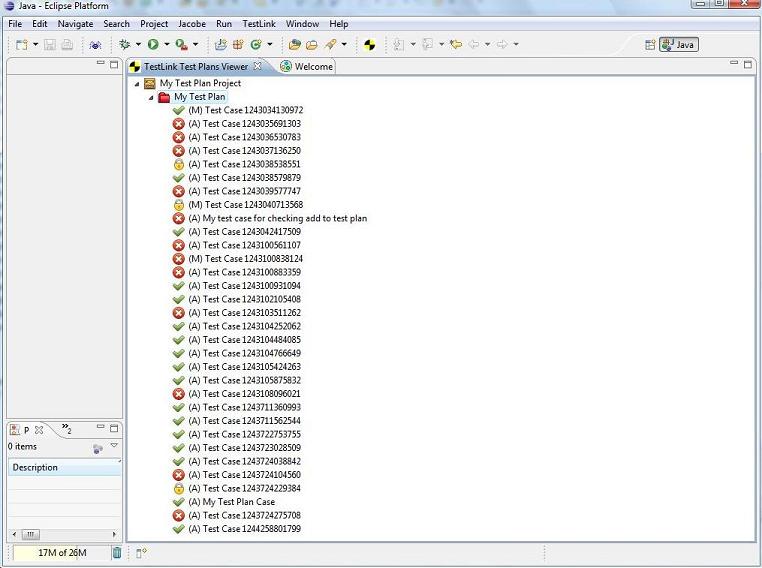 Java - Eclipse Platform
File Edit Navigate Search Project Jacobe Run TestLink Window Help
Java
TestLink Test Plans Viewer Welcome
My Test Plan Project
My Test Plan
(M) Test Case 1243034130972
(A) Test Case 1243035691303
(A) Test Case 1243036530783
(A) Test Case 1243037136250
(A) Test Case 1243038538551
(A) Test Case 1243038579879
(A) Test Case 1243039577747
(M) Test Case 1243040713568
(A) My test case for checking add to test plan
(A) Test Case 1243042417509
(A) Test Case 1243100561107
(M) Test Case 1243100838124
(A) Test Case 1243100883359
(A) Test Case 1243100931094
(A) Test Case 1243102105408
(A) Test Case 1243103511262
(A) Test Case 1243104252062
(A) Test Case 1243104484085
(A) Test Case 1243104766649
(A) Test Case 1243105424263
(A) Test Case 1243105875832
(A) Test Case 1243108096021
(A) Test Case 1243711360993
(A) Test Case 1243711562544
(A) Test Case 1243722753755
(A) Test Case 1243723028509
(A) Test Case 1243724038842
(A) Test Case 1243724104560
(A) Test Case 1243724229384
(A) My Test Plan Case
(A) Test Case 1243724275708
(A) Test Case 1244258801799
P »2
0 items
Description
17M of 26M